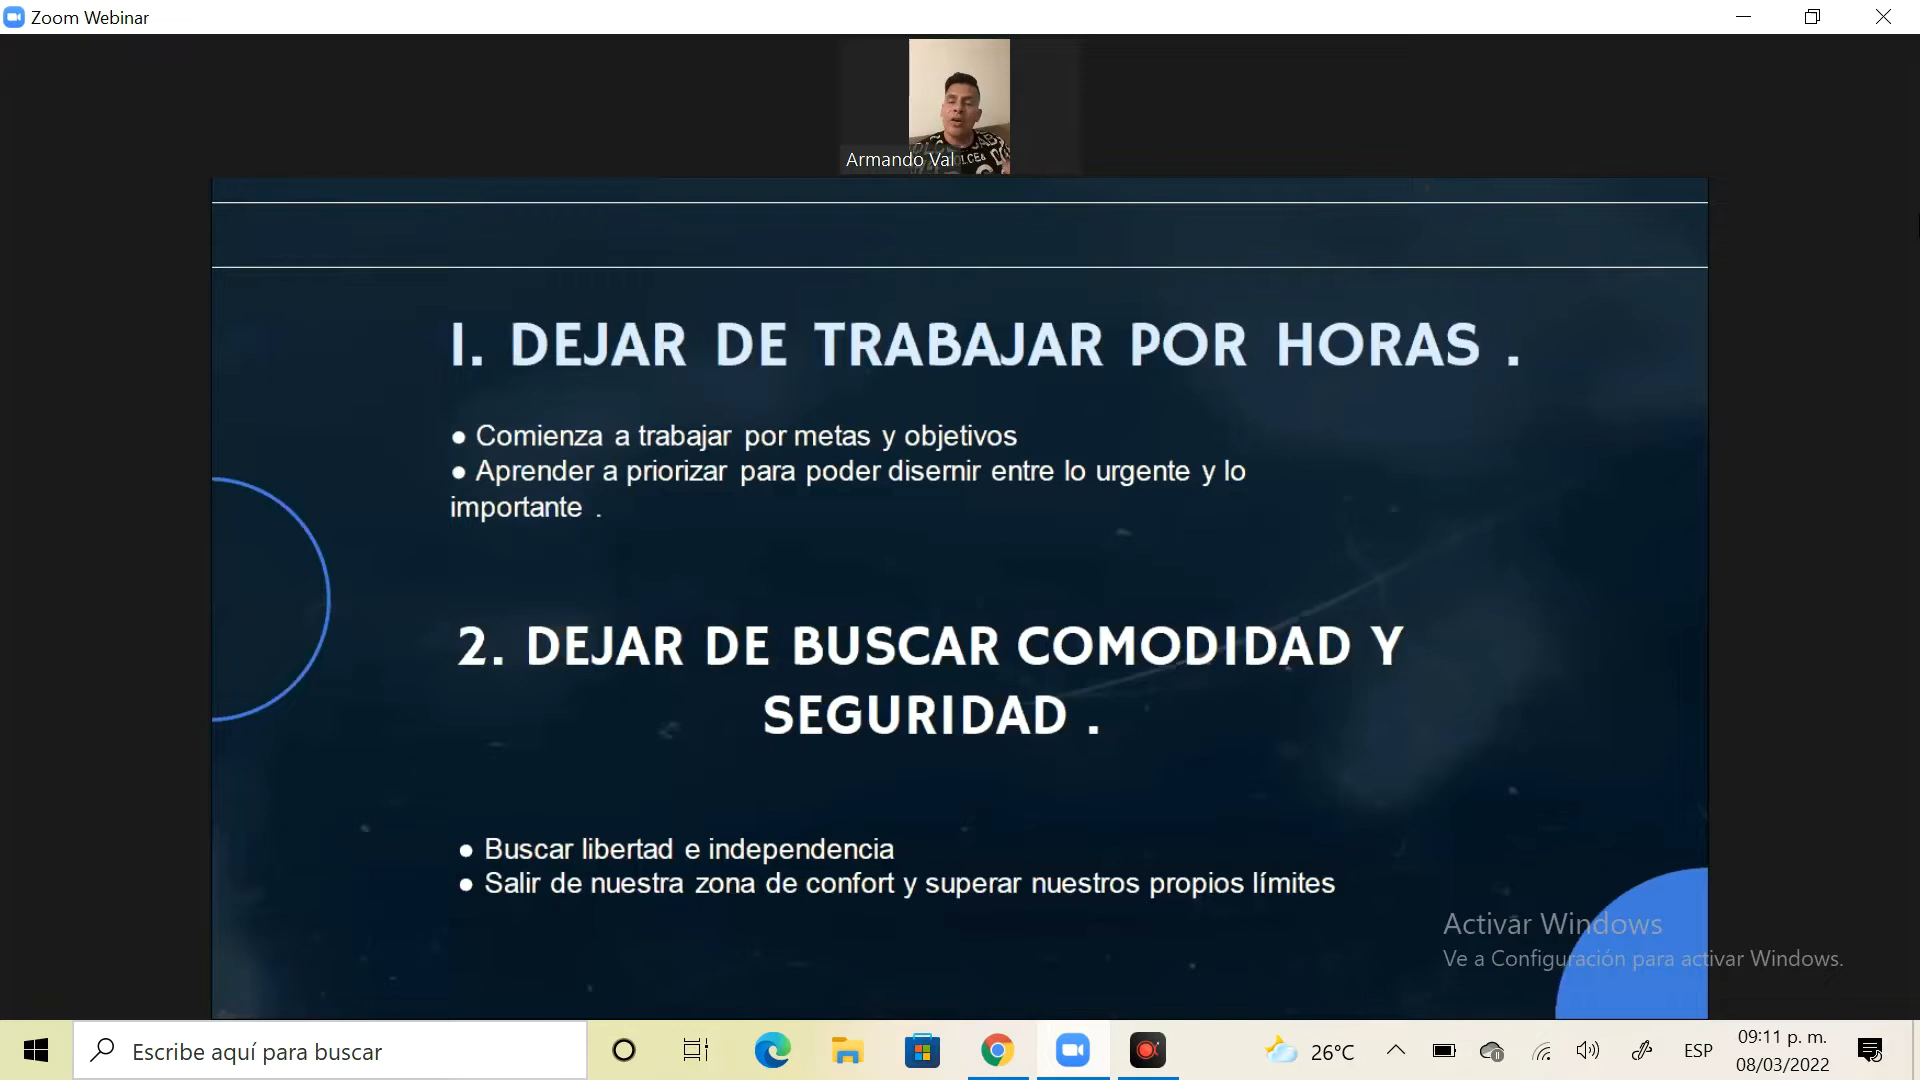 Zoom Webinar
Armando Val
1. DEJAR DE TRABAJAR POR HORAS .
● Comienza a trabajar por metas y objetivos
● Aprender a priorizar para poder disernir entre lo urgente y lo
importante .
2. DEJAR DE BUSCAR COMODIDAD Y
SEGURIDAD .
● Buscar libertad e independencia
● Salir de nuestra zona de confort y superar nuestros propios límites
Activar Windows
Ve a Configuración para activar Windows.
Escribe aquí para buscar
26°C
ESP
09:11 p. m.
08/03/2022